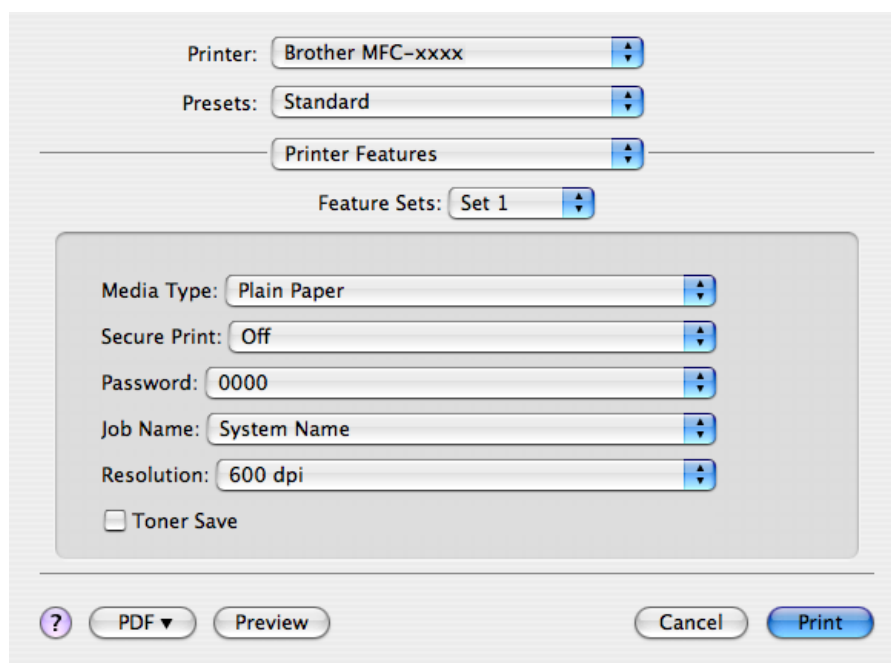 Printer: Brother MFC-xxxx
Presets: Standard
Printer Features
Feature Sets: Set 1
Media Type: Plain Paper
Secure Print: Off
Password: 0000
Job Name: System Name
Resolution: 600 dpi
Toner Save
? PDF ▼ Preview Cancel Print